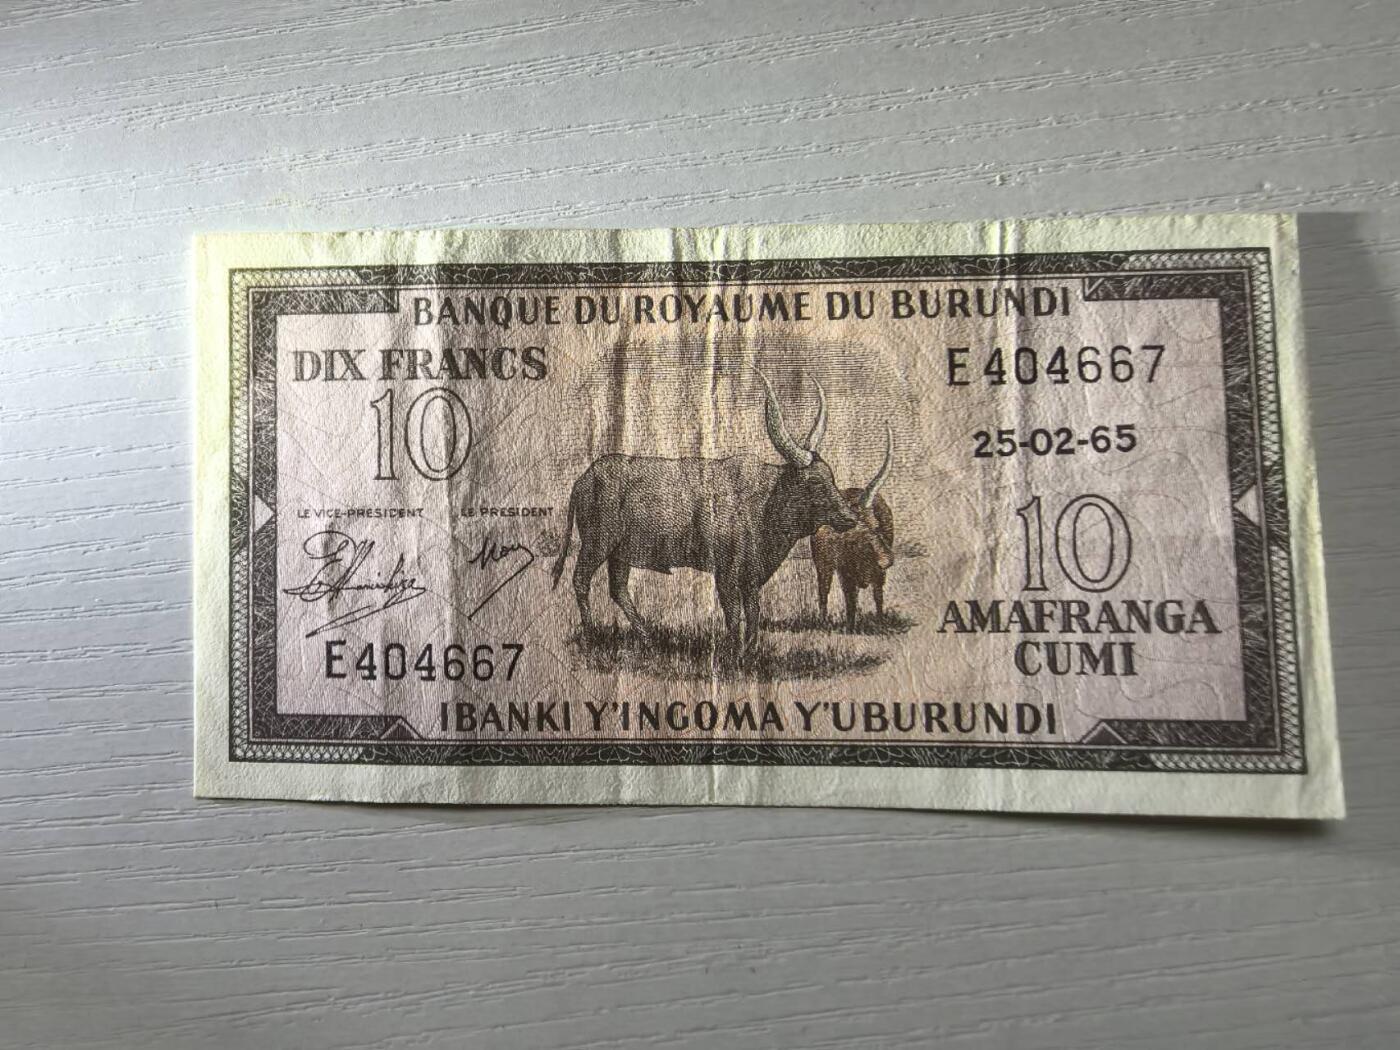 BANQUE DU ROYAUME DU BURUNDI
DIX FRANCS
10
E404667
25-02-65
LE VICE-PRESIDENT LE PRESIDENT
10
AMAFRANGA
CUMI
E404667
IBANKI Y'INGOMA Y'UBURUNDI